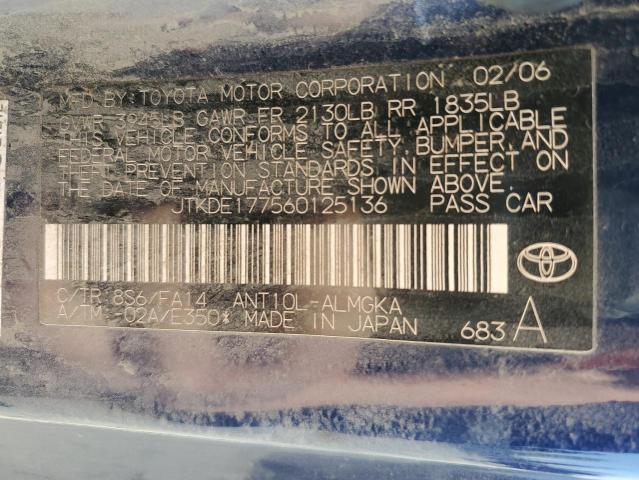 MFD.BY:TOYOTA MOTOR CORPORATION 02/06
GVWR 3945LB GAWR FR 2130LB RR 1835LB
THIS VEHICLE CONFORMS TO ALL APPLICABLE
FEDERAL MOTOR VEHICLE SAFETY,BUMPER,AND
THEFT PREVENTION STANDARDS IN EFFECT ON
THE DATE OF MANUFACTURE SHOWN ABOVE.
JTKDE177560125136 PASS CAR
C/TR 8S6/FA14 ANT10L-ALMGKA
A/TM -02A/E350* MADE IN JAPAN
683 A